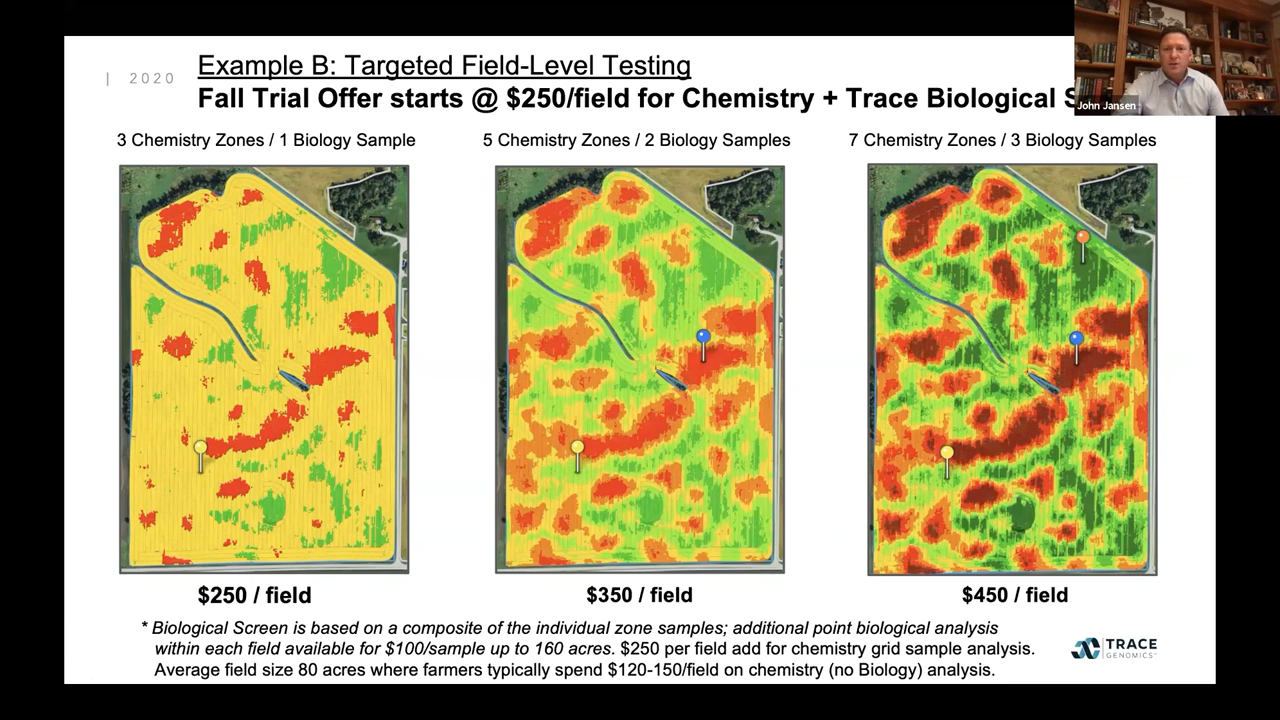 | 2020
Example B: Targeted Field-Level Testing
Fall Trial Offer starts @ $250/field for Chemistry + Trace Biological
John Jansen
3 Chemistry Zones / 1 Biology Sample
5 Chemistry Zones / 2 Biology Samples
7 Chemistry Zones / 3 Biology Samples
$250 / field
$350 / field
$450 / field
* Biological Screen is based on a composite of the individual zone samples; additional point biological analysis
within each field available for $100/sample up to 160 acres. $250 per field add for chemistry grid sample analysis.
Average field size 80 acres where farmers typically spend $120-150/field on chemistry (no Biology) analysis.
TRACE
GENOMICS